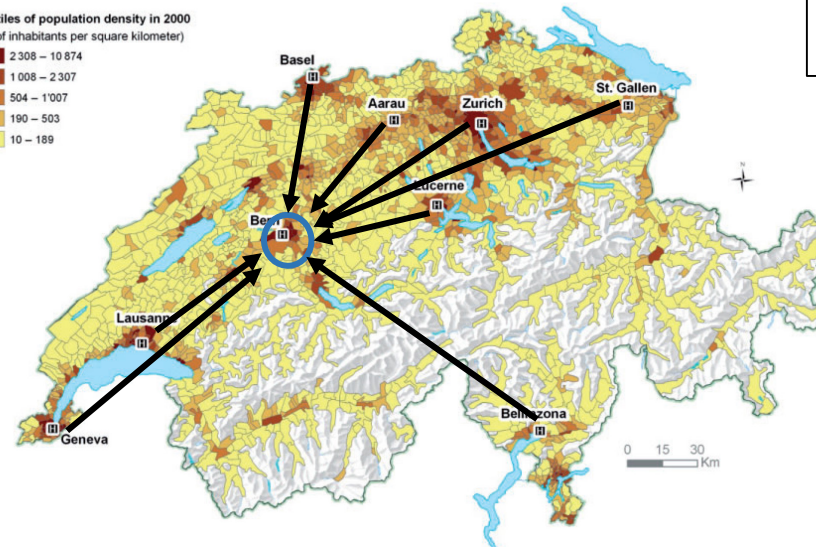 tiles of population density in 2000
of inhabitants per square kilometer)
2 308 – 10 874
1 008 – 2 307
504 – 1'007
190 – 503
10 – 189
Basel
H
Aarau
H
Zurich
H
St. Gallen
H
N
Lucerne
H
Bern
H
Lausanne
H
Bellinzona
H
Geneva
H
0 15 30
Km